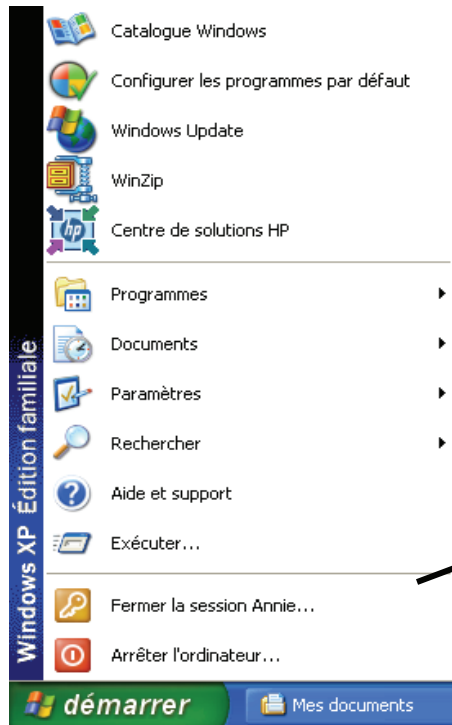 Catalogue Windows
Configurer les programmes par défaut
Windows Update
WinZip
hp
Centre de solutions HP
Programmes
Documents
Paramètres
Rechercher
Aide et support
Exécuter...
Fermer la session Annie...
Arrêter l'ordinateur...
Windows XP Édition familiale
démarrer
Mes documents